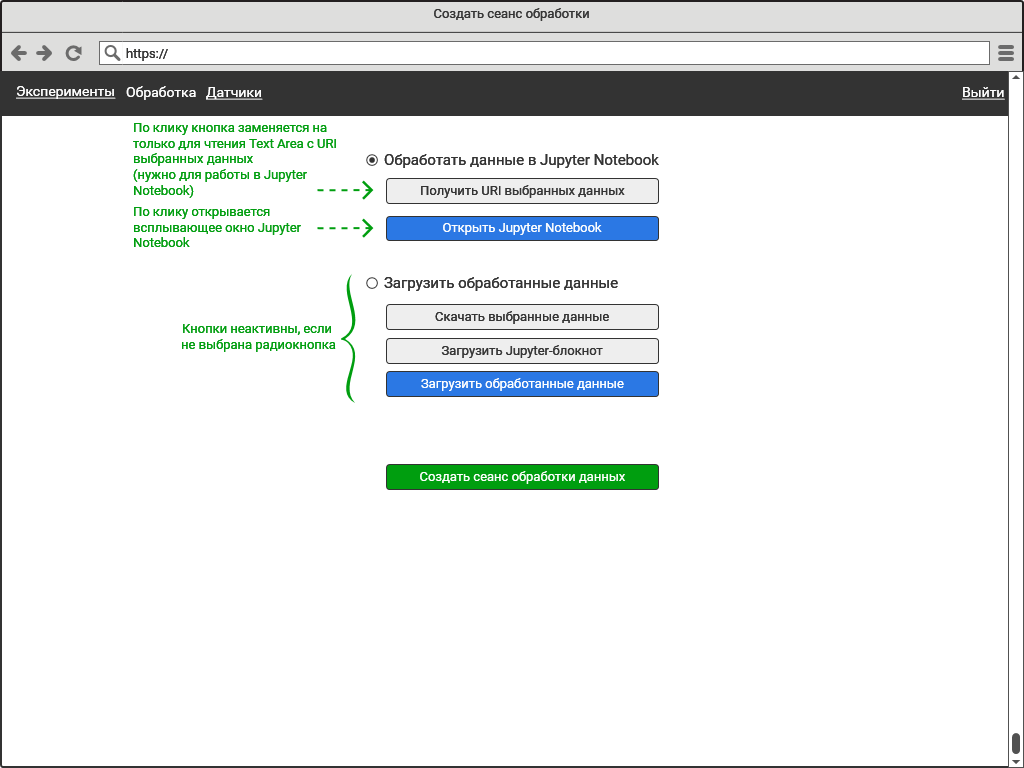 Создать сеанс обработки
https://
Эксперименты Обработка Датчики Выйти
По клику кнопка заменяется на
только для чтения Text Area с URI
выбранных данных
(нужно для работы в Jupyter
Notebook)
Обработать данные в Jupyter Notebook
Получить URI выбранных данных
По клику открывается
всплывающее окно Jupyter
Notebook
Открыть Jupyter Notebook
Загрузить обработанные данные
Кнопки неактивны, если
не выбрана радиокнопка
Скачать выбранные данные
Загрузить Jupyter-блокнот
Загрузить обработанные данные
Создать сеанс обработки данных